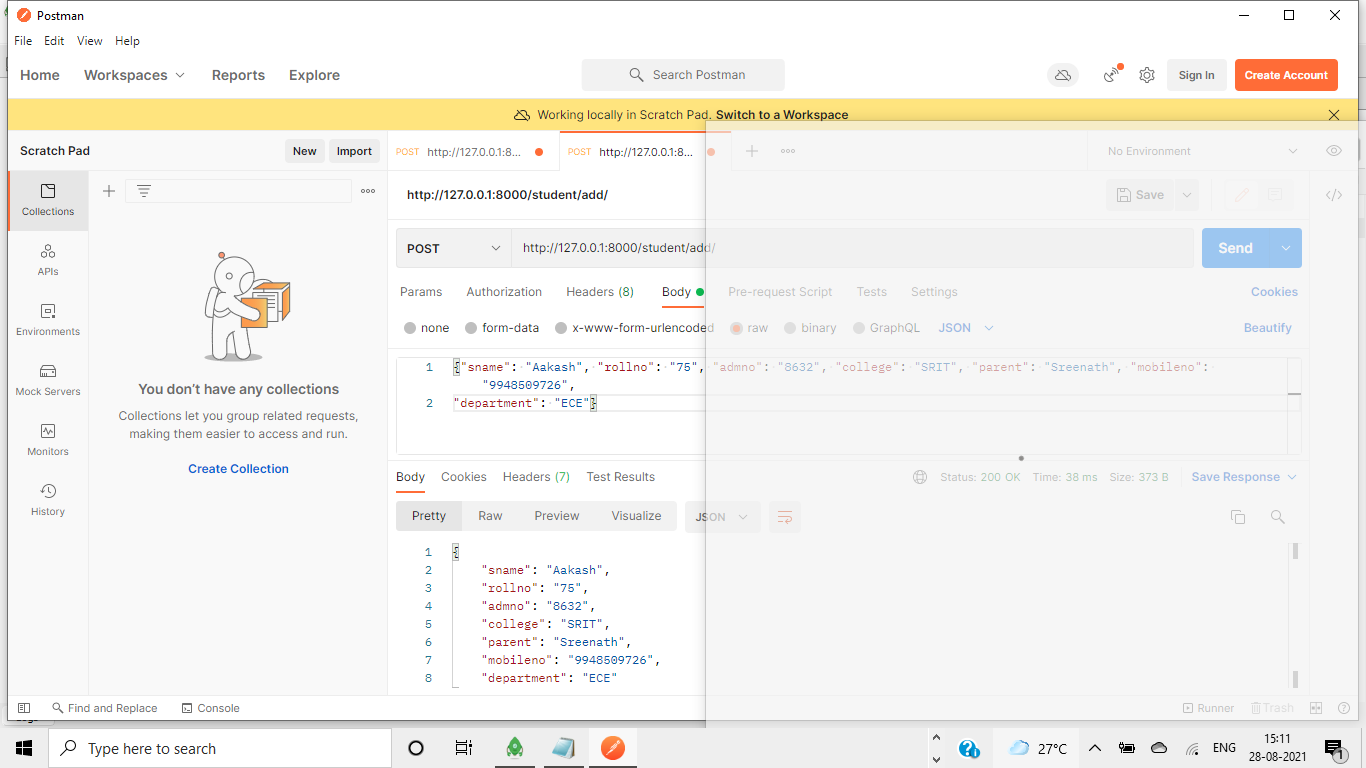 Postman
File Edit View Help
Home Workspaces Reports Explore Search Postman Sign In Create Account
Working locally in Scratch Pad. Switch to a Workspace
Scratch Pad New Import POST http://127.0.0.1:8... POST http://127.0.0.1:8... No Environment
Collections
http://127.0.0.1:8000/student/add/ Save
APIs
POST http://127.0.0.1:8000/student/add/ Send
Params Authorization Headers (8) Body Pre-request Script Tests Settings Cookies
Environments
none form-data x-www-form-urlencoded raw binary GraphQL JSON Beautify
Mock Servers
1 {"sname": "Aakash", "rollno": "75", "admno": "8632", "college": "SRIT", "parent": "Sreenath", "mobileno":
"9948509726",
2 "department": "ECE"}
You don't have any collections
Collections let you group related requests,
making them easier to access and run.
Create Collection
Monitors
History
Body Cookies Headers (7) Test Results Status: 200 OK Time: 38 ms Size: 373 B Save Response
Pretty Raw Preview Visualize JSON
1 {
2 "sname": "Aakash",
3 "rollno": "75",
4 "admno": "8632",
5 "college": "SRIT",
6 "parent": "Sreenath",
7 "mobileno": "9948509726",
8 "department": "ECE"
Find and Replace Console Runner Trash
Type here to search 27°C ENG 15:11
28-08-2021 1